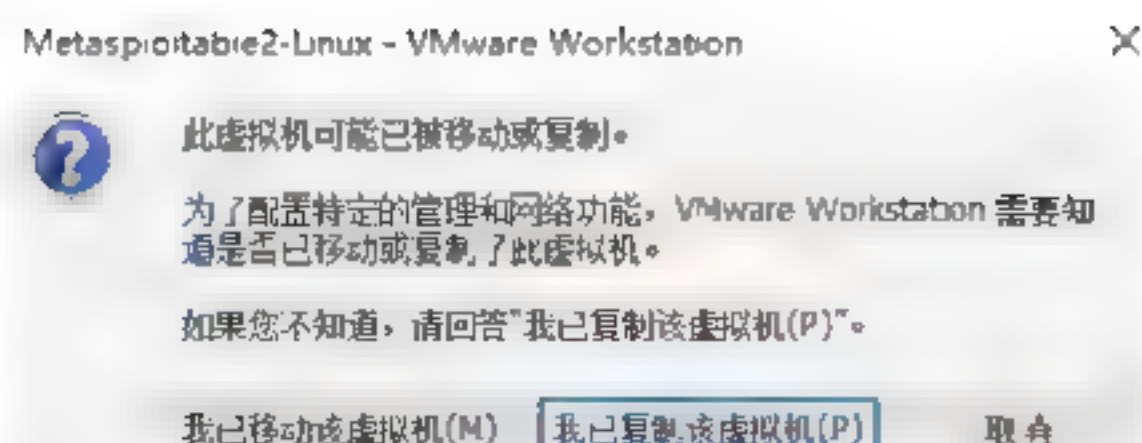 Metasploitable2-Linux - VMware Workstation
此虚拟机可能已被移动或复制。
为了配置特定的管理和网络功能，VMware Workstation 需要知
道是否已移动或复制了此虚拟机。
如果您不知道，请回答"我已复制该虚拟机(P)"。
我已移动该虚拟机(M) 我已复制该虚拟机(P) 取消